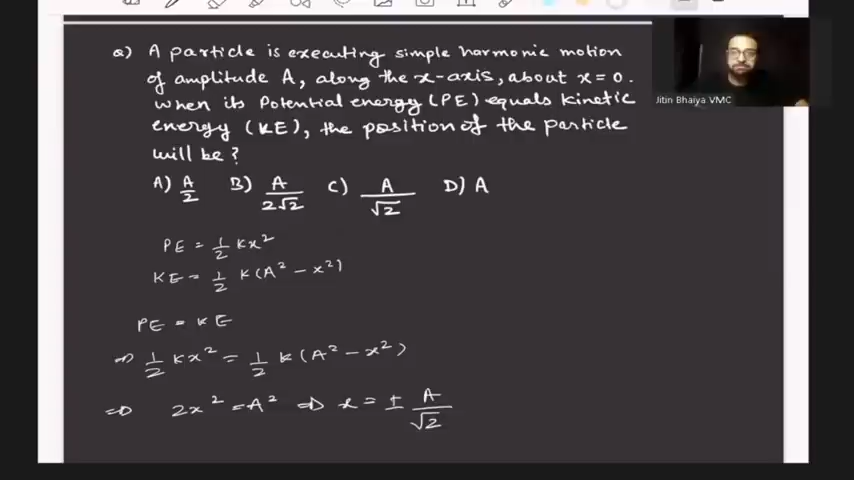 Q) A particle is executing simple harmonic motion
of amplitude A, along the x-axis, about x = 0.
When its Potential energy (PE) equals kinetic
energy (KE), the position of the particle
will be?
A) A/2 B) A/2√2 C) A/√2 D) A
PE = 1/2 Kx²
KE = 1/2 K(A² - x²)
PE = KE
⇒ 1/2 Kx² = 1/2 K(A² - x²)
⇒ 2x² = A² ⇒ x = ± A/√2
Jitin Bhaiya VMC